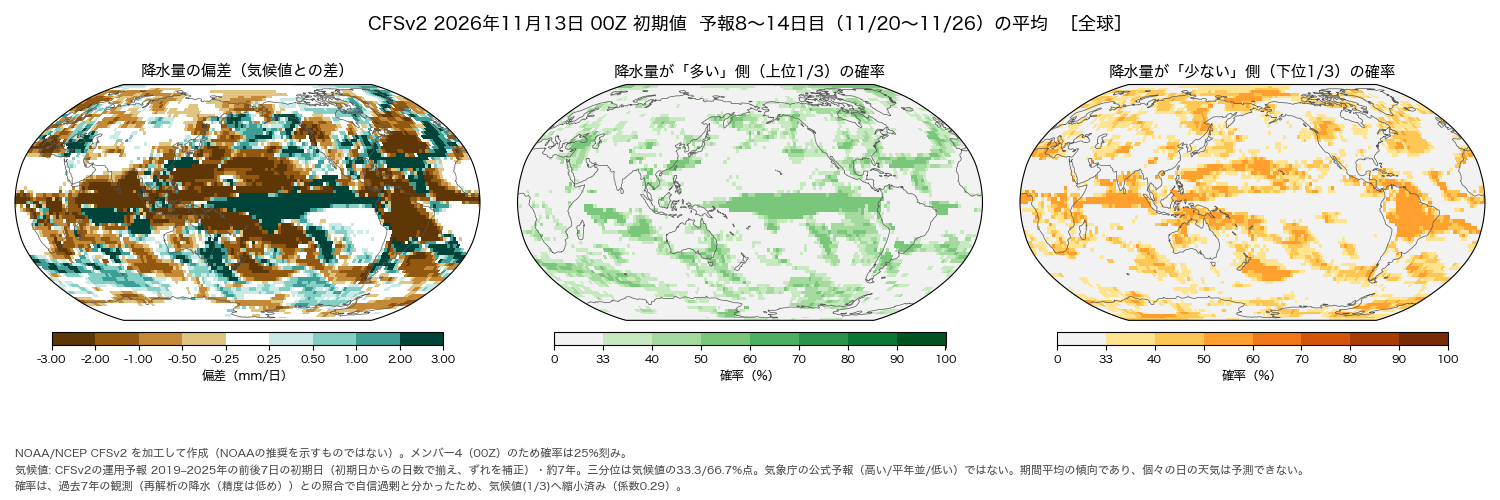 CFSv2 2026年11月13日 00Z 初期値  予報8〜14日目（11/20〜11/26）の平均  ［全球］
降水量の偏差（気候値との差）
降水量が「多い」側（上位1/3）の確率
降水量が「少ない」側（下位1/3）の確率
-3.00 -2.00 -1.00 -0.50 -0.25 0.25 0.50 1.00 2.00 3.00
偏差（mm/日）
0 33 40 50 60 70 80 90 100
確率（%）
0 33 40 50 60 70 80 90 100
確率（%）
NOAA/NCEP CFSv2 を加工して作成（NOAAの推奨を示すものではない）。メンバー4（00Z）のため確率は25%刻み。
気候値: CFSv2の運用予報 2019–2025年の前後7日の初期日（初期日からの日数で揃え、ずれを補正）・約7年。三分位は気候値の33.3/66.7%点。気象庁の公式予報（高い/平年並/低い）ではない。期間平均の傾向であり、個々の日の天気は予測できない。
確率は、過去7年の観測（再解析の降水（精度は低め））との照合で自信過剰と分かったため、気候値(1/3)へ縮小済み（係数0.29）。